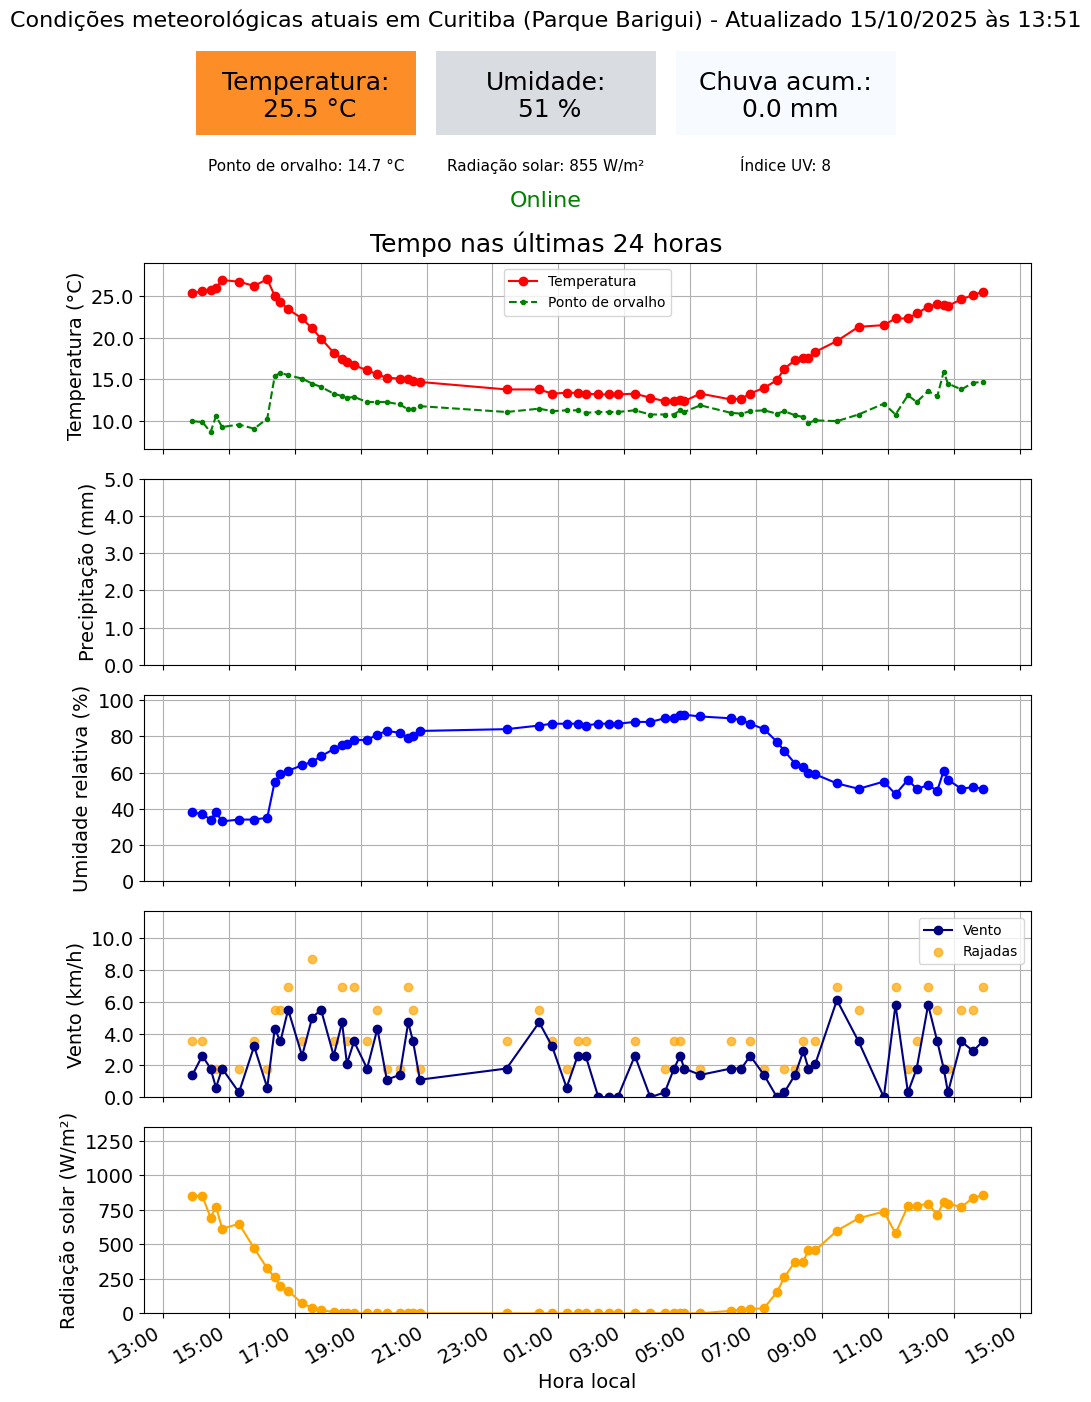 Condições meteorológicas atuais em Curitiba (Parque Barigui) - Atualizado 15/10/2025 às 13:51
Temperatura:
25.5 °C
Umidade:
51 %
Chuva acum.:
0.0 mm
Ponto de orvalho: 14.7 °C
Radiação solar: 855 W/m²
Índice UV: 8
Online
Tempo nas últimas 24 horas
Temperatura (°C)
25.0
20.0
15.0
10.0
Temperatura
Ponto de orvalho
Precipitação (mm)
5.0
4.0
3.0
2.0
1.0
0.0
Umidade relativa (%)
100
80
60
40
20
0
Vento (km/h)
10.0
8.0
6.0
4.0
2.0
0.0
Vento
Rajadas
Radiação solar (W/m²)
1250
1000
750
500
250
0
13:00
15:00
17:00
19:00
21:00
23:00
01:00
03:00
05:00
07:00
09:00
11:00
13:00
15:00
Hora local